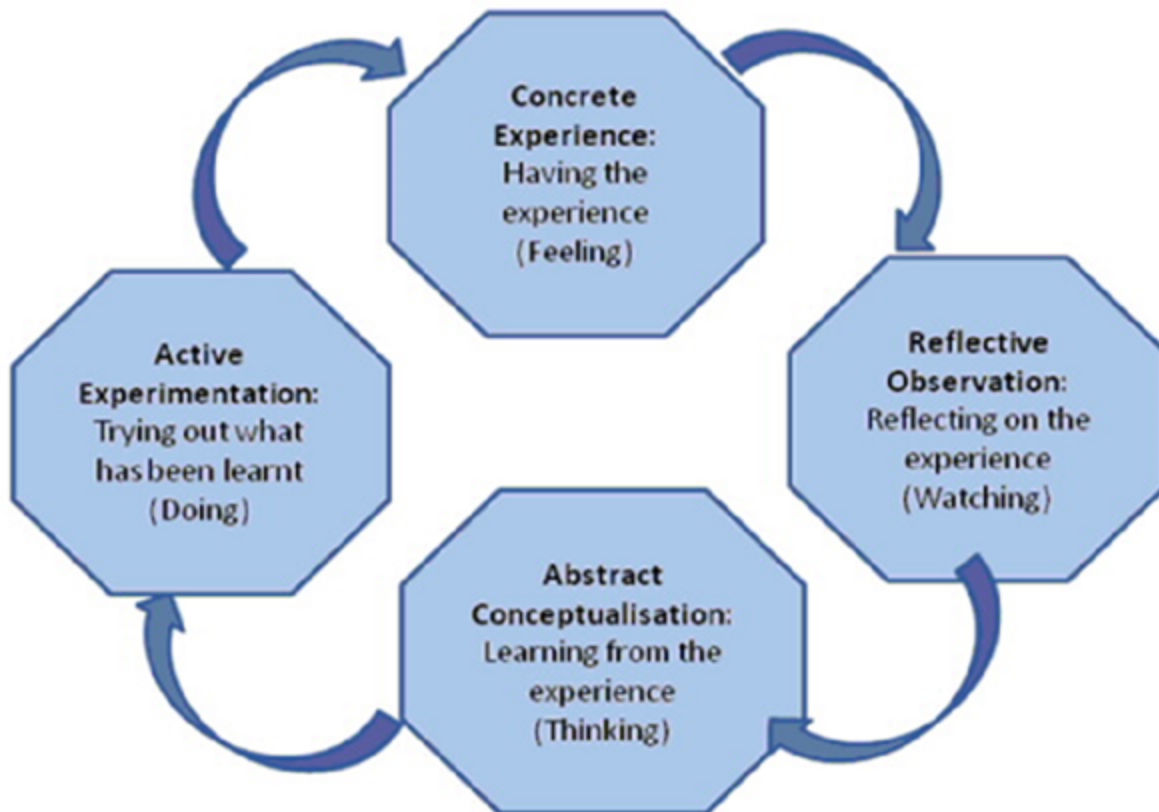 Concrete
Experience:
Having the
experience
(Feeling)
Reflective
Observation:
Reflecting on the
experience
(Watching)
Abstract
Conceptualisation:
Learning from the
experience
(Thinking)
Active
Experimentation:
Trying out what
has been learnt
(Doing)